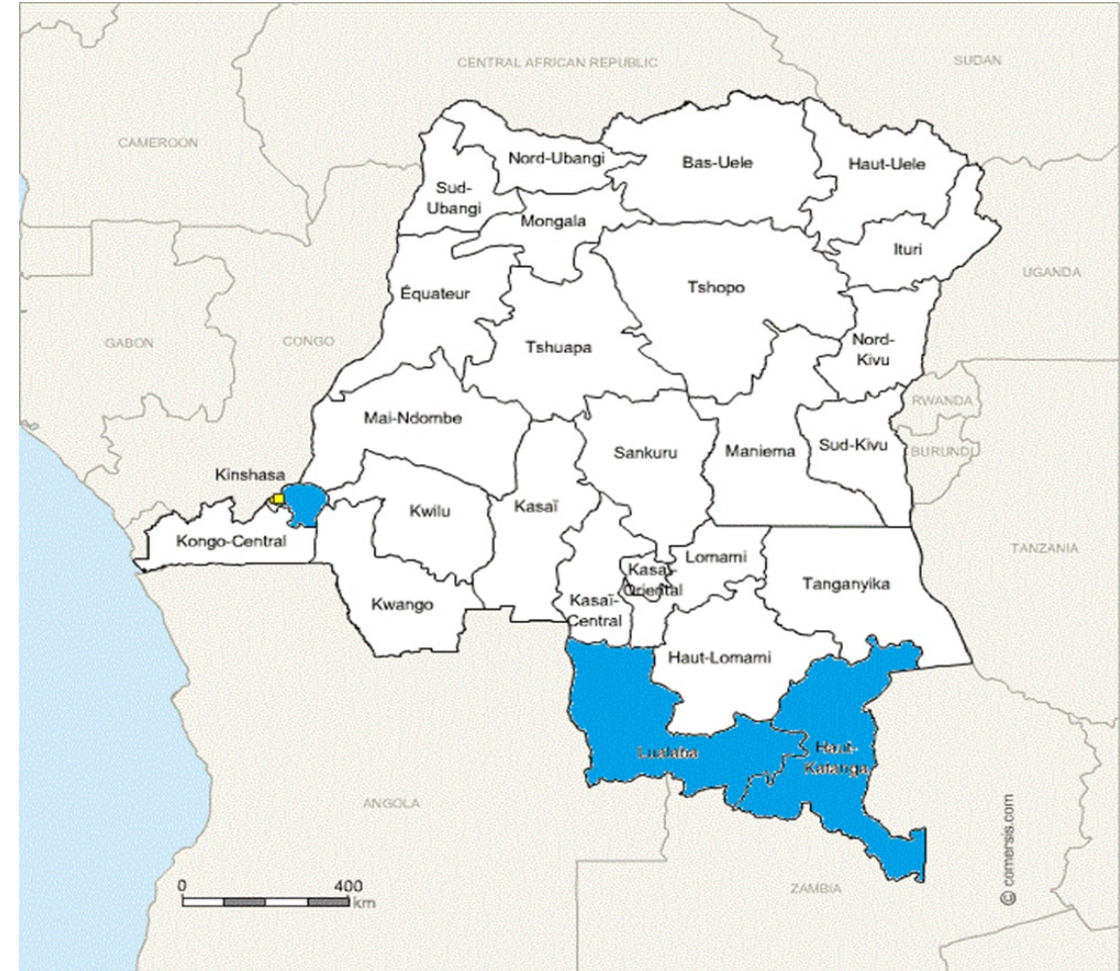 CENTRAL AFRICAN REPUBLIC
SUDAN
CAMEROON
Nord-Ubangi
Bas-Uele
Haut-Uele
Sud-
Ubangi
Mongala
Ituri
UGANDA
Équateur
Tshopo
GABON
CONGO
Tshuapa
Nord-
Kivu
RWANDA
Mai-Ndombe
Sankuru
Maniema
Sud-Kivu
BURUNDI
Kinshasa
Kwilu
Kasaï
Kongo-Central
TANZANIA
Lomami
Kasaï-
Oriental
Tanganyika
Kwango
Kasaï-
Central
Haut-Lomami
Lualaba
Haut-
Katanga
ANGOLA
ZAMBIA
0 400
km
© comersis.com